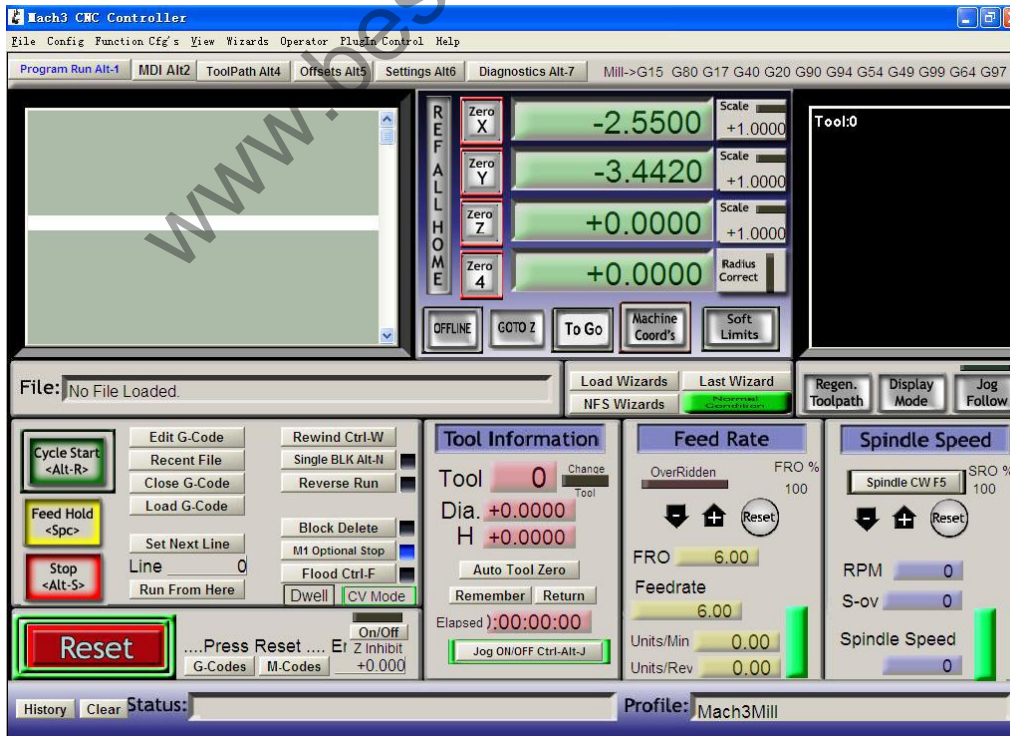 Mach3 CNC Controller
File Config Function Cfg's View Wizards Operator PlugIn Control Help
Program Run Alt-1 MDI Alt2 ToolPath Alt4 Offsets Alt5 Settings Alt6 Diagnostics Alt-7 Mill->G15 G80 G17 G40 G20 G90 G94 G54 G49 G99 G64 G97
www.bes
REF ALL HOME
Zero X -2.5500 Scale +1.0000
Zero Y -3.4420 Scale +1.0000
Zero Z +0.0000 Scale +1.0000
Zero 4 +0.0000 Radius Correct
OFFLINE GOTO Z To Go Machine Coord's Soft Limits
Tool:0
File: No File Loaded.
Load Wizards Last Wizard
NFS Wizards Normal Condition
Regen. Toolpath Display Mode Jog Follow
Cycle Start <Alt-R>
Feed Hold <Spc>
Stop <Alt-S>
Edit G-Code
Recent File
Close G-Code
Load G-Code
Set Next Line
Line 0
Run From Here
Rewind Ctrl-W
Single BLK Alt-N
Reverse Run
Block Delete
M1 Optional Stop
Flood Ctrl-F
Dwell CV Mode
Reset
....Press Reset .... Er
G-Codes M-Codes
On/Off
Z Inhibit
+0.000
Tool Information
Tool 0 Change Tool
Dia. +0.0000
H +0.0000
Auto Tool Zero
Remember Return
Elapsed ):00:00:00
Jog ON/OFF Ctrl-Alt-J
Feed Rate
OverRidden FRO %
100
Reset
FRO 6.00
Feedrate
6.00
Units/Min 0.00
Units/Rev 0.00
Spindle Speed
Spindle CW F5 SRO %
100
Reset
RPM 0
S-ov 0
Spindle Speed
0
History Clear Status:
Profile: Mach3Mill